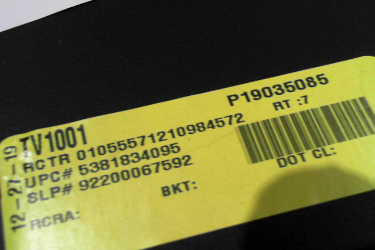 P19035085
RT :7
TV1001
RCTR 01055571210984572
UPC# 5381834095
SLP# 92200067592
BKT:
DOT CL:
RCRA:
12-27 19